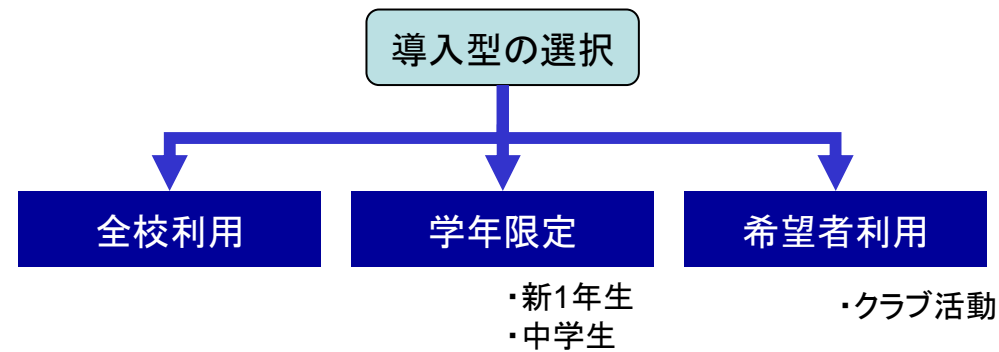 導入型の選択
全校利用
学年限定
希望者利用
・新1年生
・中学生
・クラブ活動